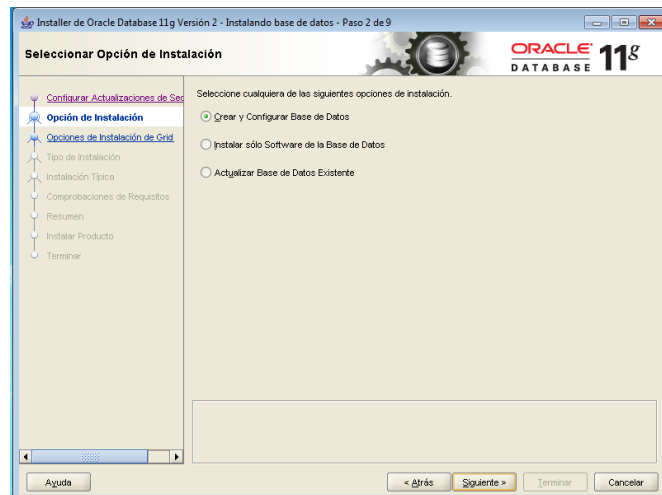 Installer de Oracle Database 11g Versión 2 - Instalando base de datos - Paso 2 de 9
Seleccionar Opción de Instalación
ORACLE
DATABASE
11g
Configurar Actualizaciones de Sec
Opción de Instalación
Opciones de Instalación de Grid
Tipo de Instalación
Instalación Típica
Comprobaciones de Requisitos
Resumen
Instalar Producto
Terminar
Seleccione cualquiera de las siguientes opciones de instalación.
Crear y Configurar Base de Datos
Instalar sólo Software de la Base de Datos
Actualizar Base de Datos Existente
Ayuda
< Atrás
Siguiente >
Terminar
Cancelar